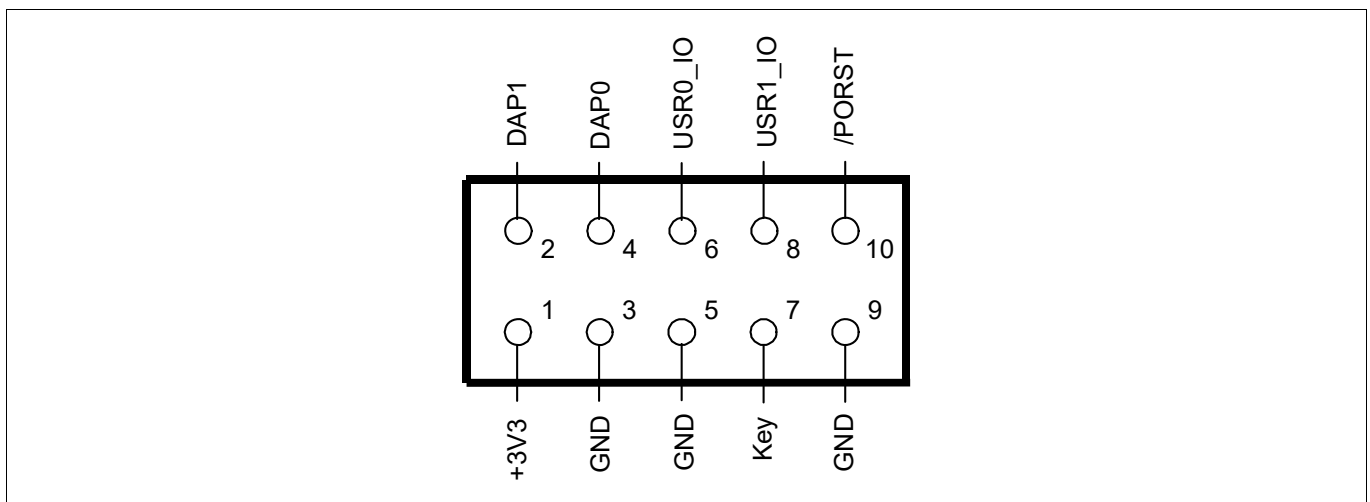 DAP1 DAP0 USR0_IO USR1_IO /PORST
2 4 6 8 10
1 3 5 7 9
+3V3 GND GND Key GND